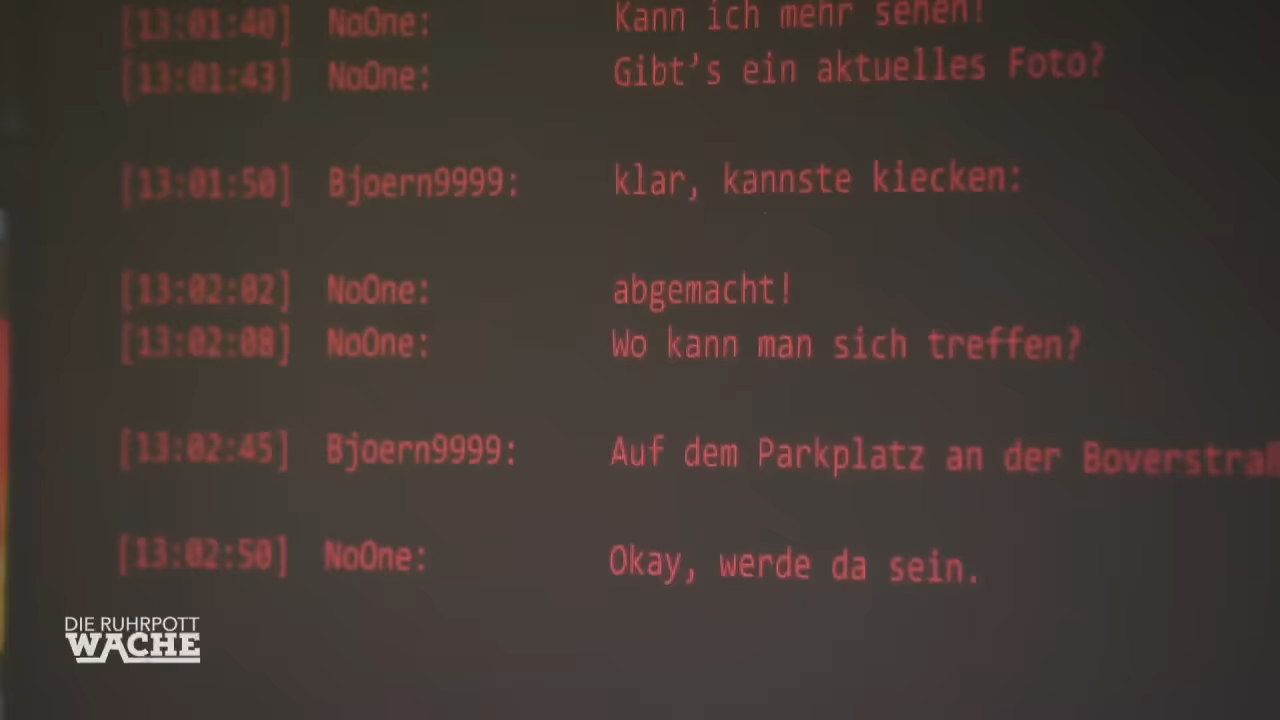 [13:01:40] NoOne: Kann ich mehr sehen!
[13:01:43] NoOne: Gibt's ein aktuelles Foto?
[13:01:50] Bjoern9999: klar, kannste kiecken:
[13:02:02] NoOne: abgemacht!
[13:02:08] NoOne: Wo kann man sich treffen?
[13:02:45] Bjoern9999: Auf dem Parkplatz an der
[13:02:50] NoOne: Okay, werde da sein.
DIE RUHRPOTT
WACHE